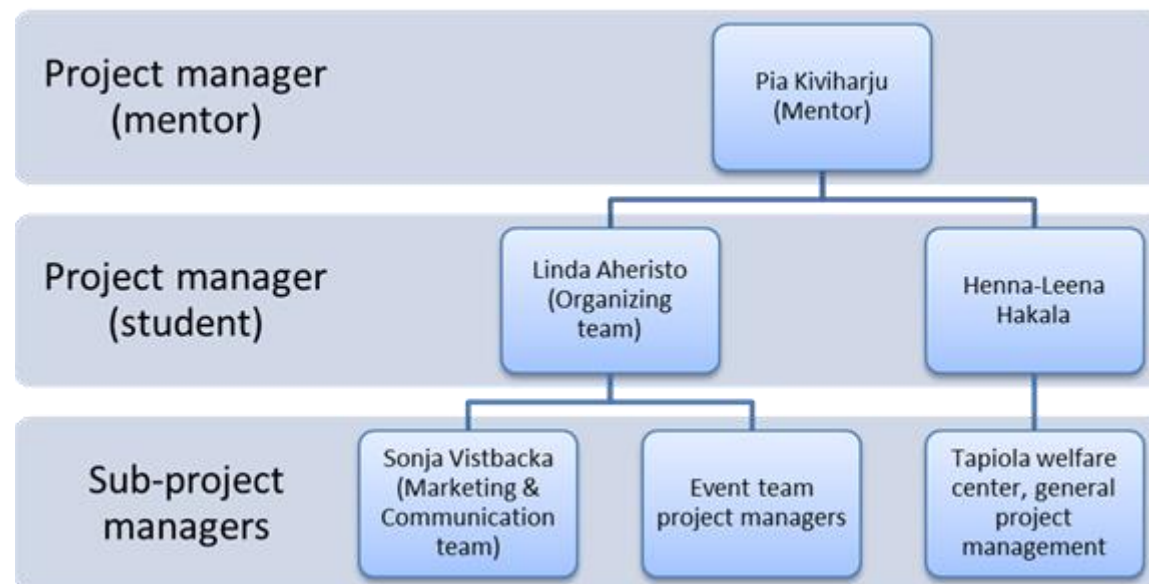 Project manager
(mentor)
Pia Kiviharju
(Mentor)
Project manager
(student)
Linda Aheristo
(Organizing
team)
Henna-Leena
Hakala
Sub-project
managers
Sonja Vistbacka
(Marketing &
Communication
team)
Event team
project managers
Tapiola welfare
center, general
project
management